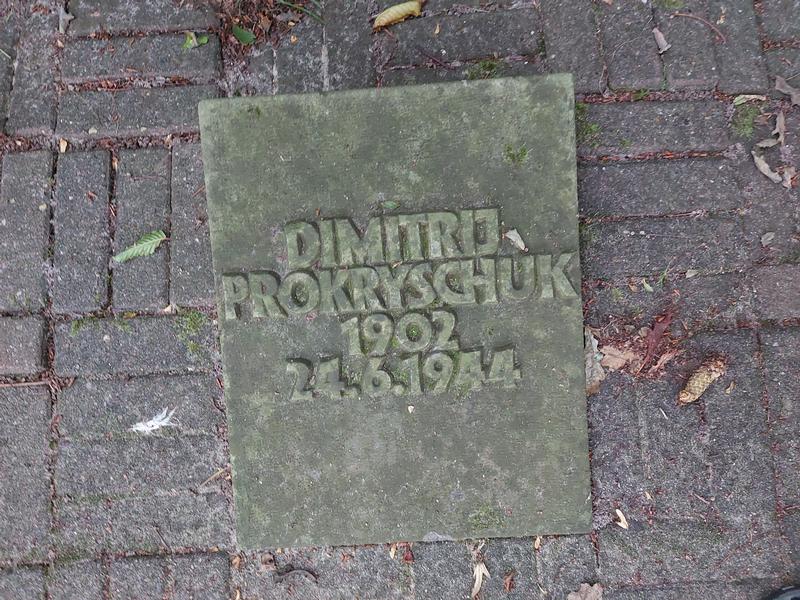 DIMITRIJ
PROKRYSCHUK
1902
24.6.1944